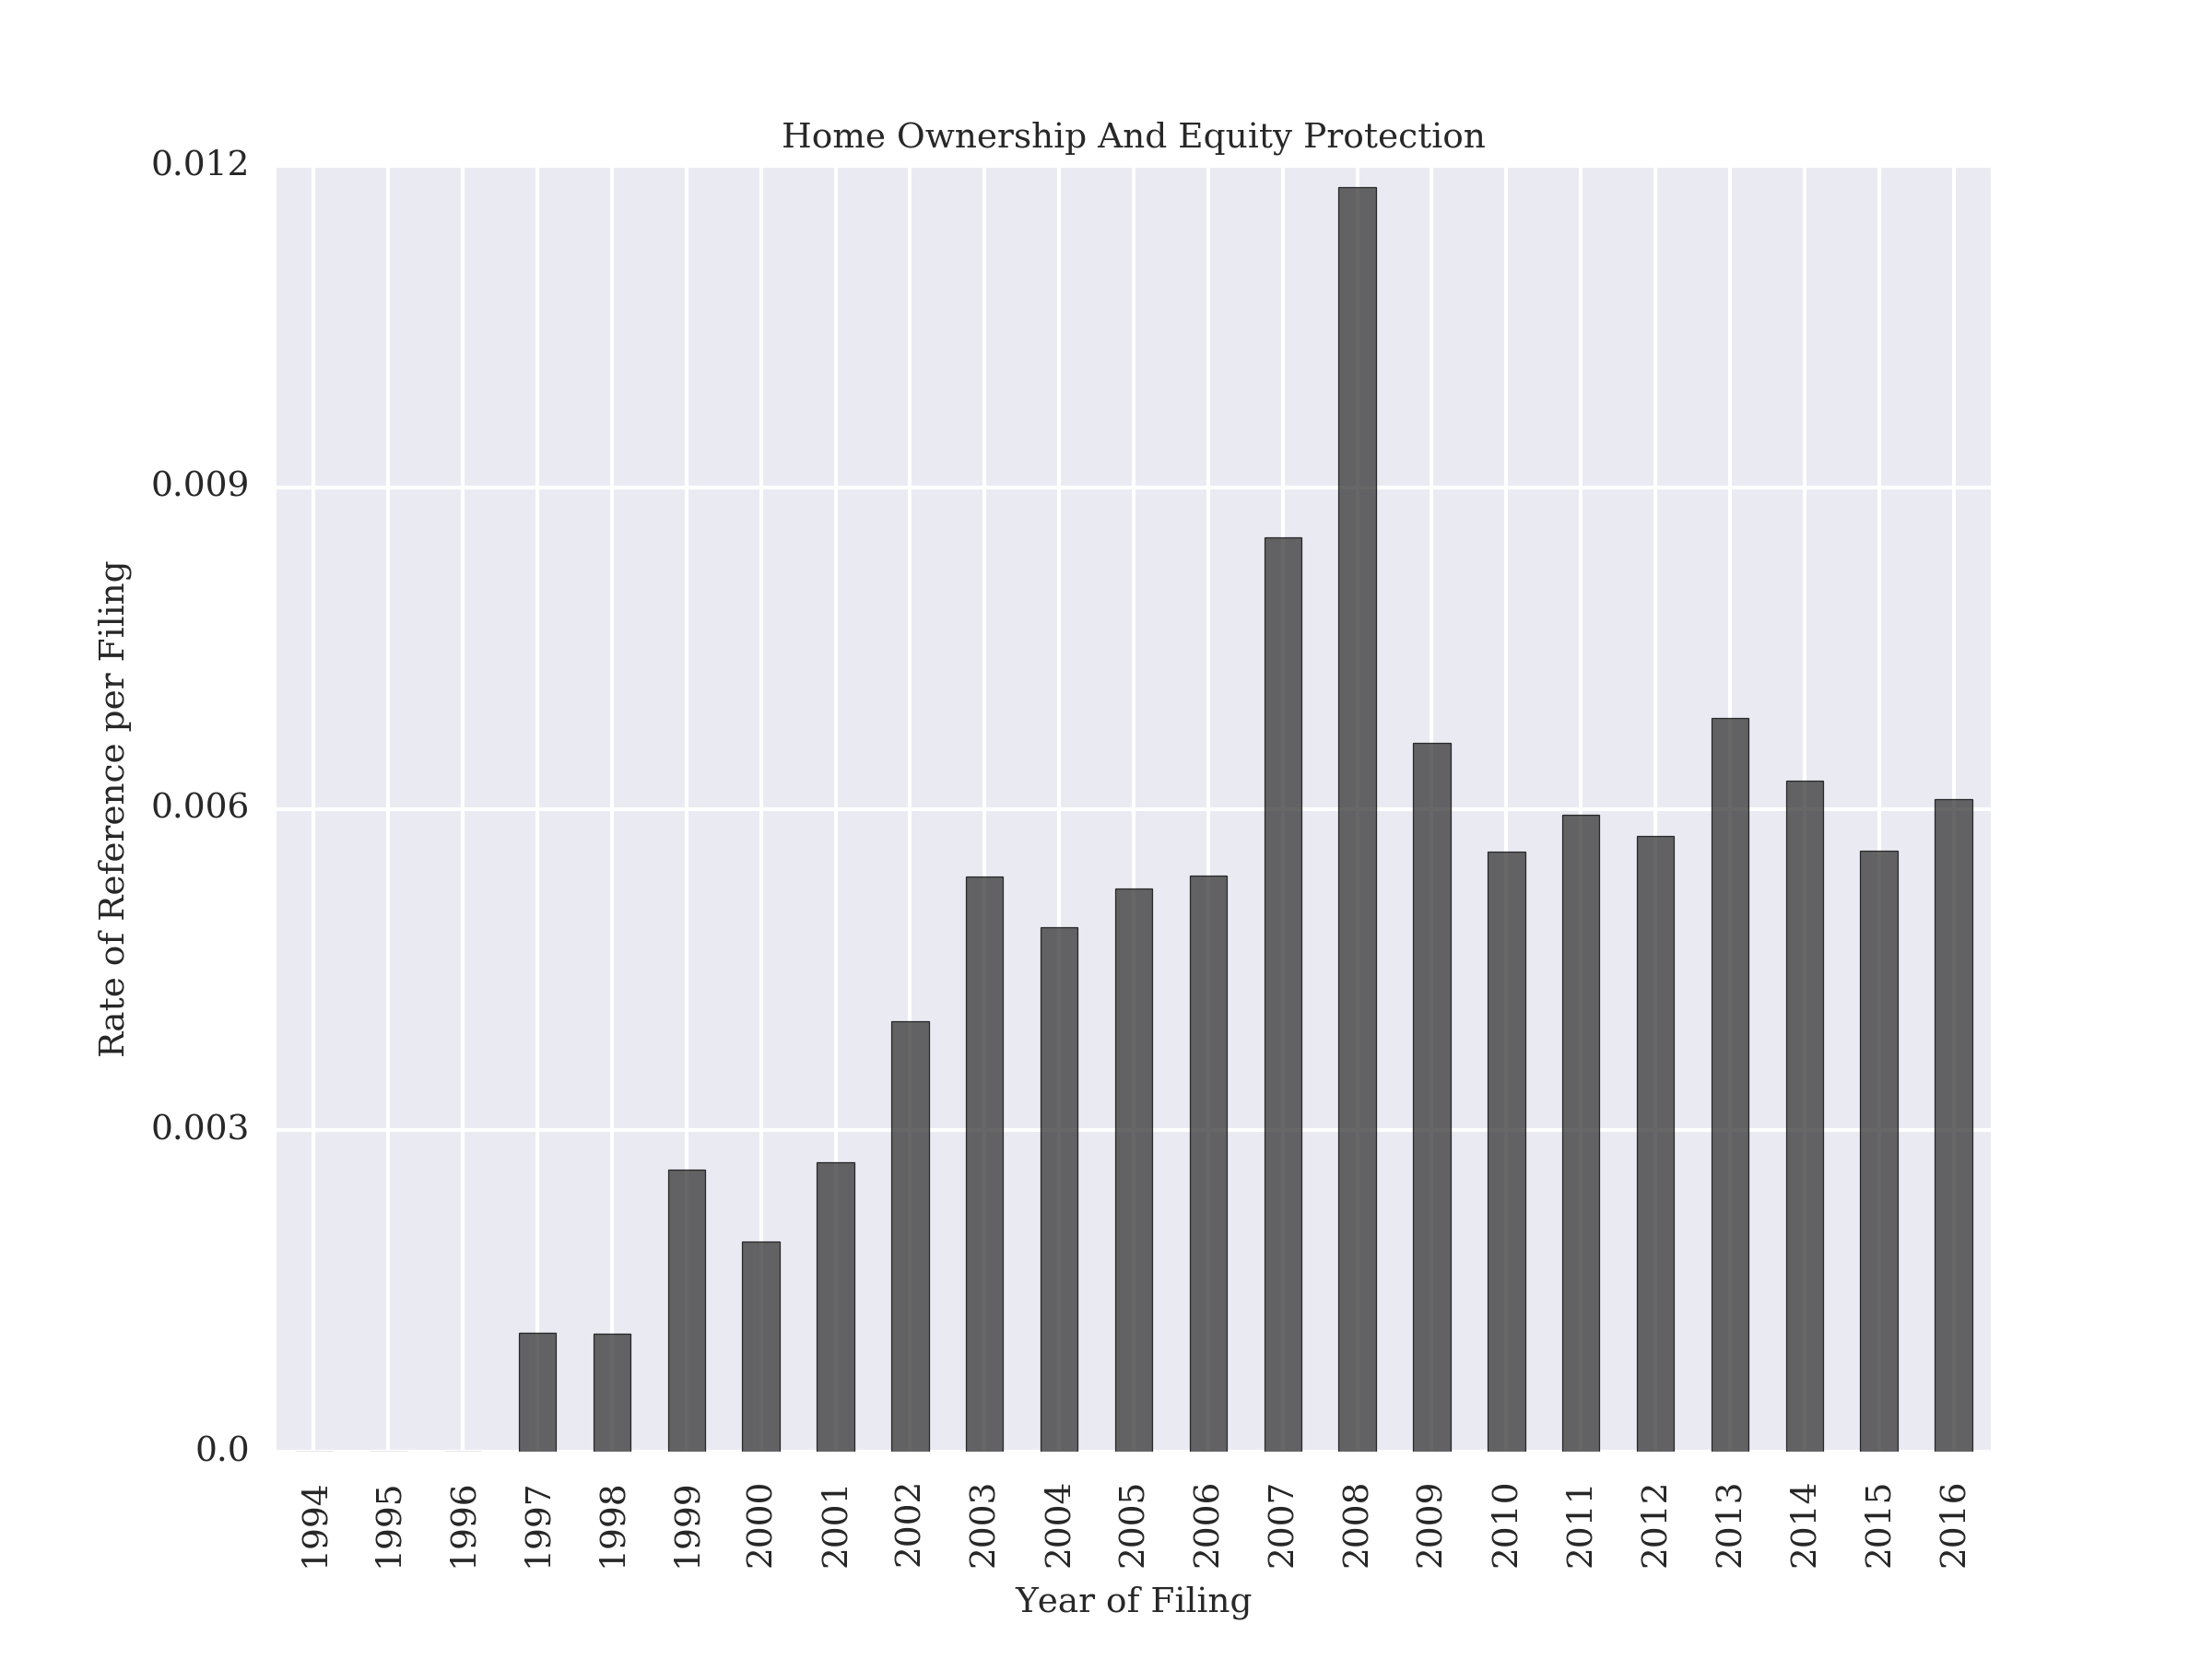 Home Ownership And Equity Protection
0.012
0.009
0.006
0.003
0.0
Rate of Reference per Filing
1994 1995 1996 1997 1998 1999 2000 2001 2002 2003 2004 2005 2006 2007 2008 2009 2010 2011 2012 2013 2014 2015 2016
Year of Filing